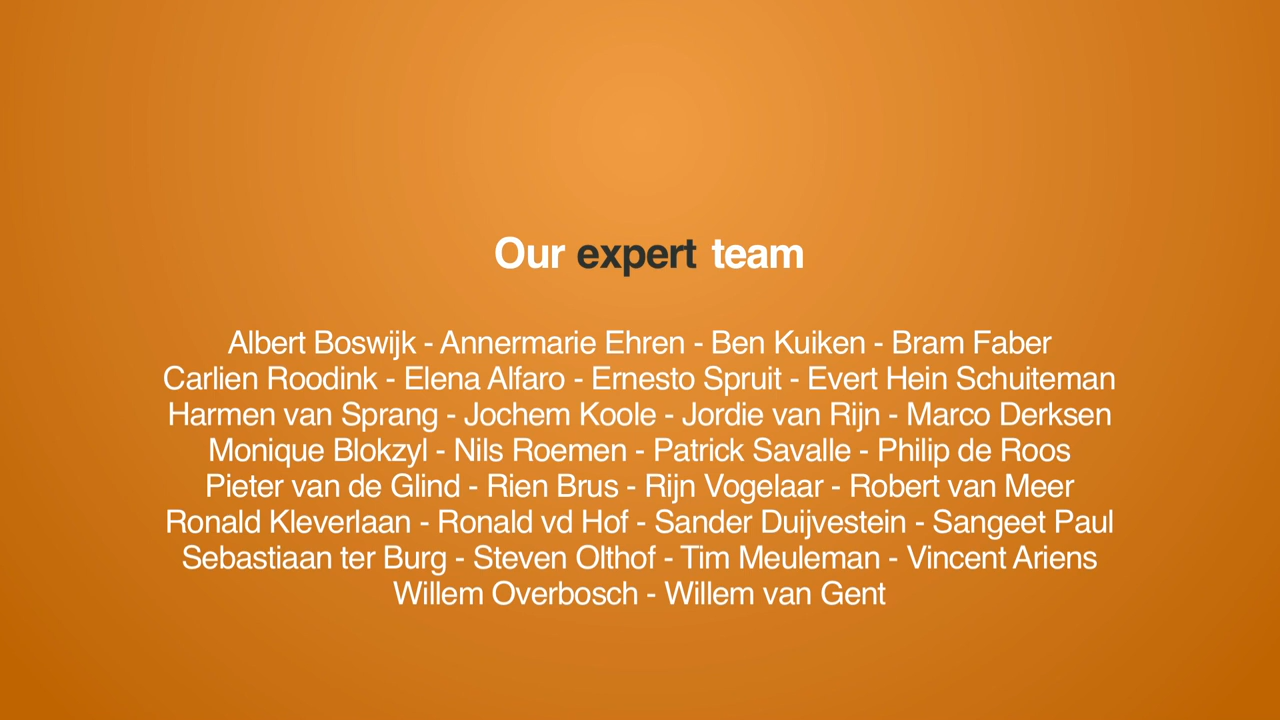 Our expert team
Albert Boswijk - Annermarie Ehren - Ben Kuiken - Bram Faber
Carlien Roodink - Elena Alfaro - Ernesto Spruit - Evert Hein Schuiteman
Harmen van Sprang - Jochem Koole - Jordie van Rijn - Marco Derksen
Monique Blokzyl - Nils Roemen - Patrick Savalle - Philip de Roos
Pieter van de Glind - Rien Brus - Rijn Vogelaar - Robert van Meer
Ronald Kleverlaan - Ronald vd Hof - Sander Duijvestein - Sangeet Paul
Sebastiaan ter Burg - Steven Olthof - Tim Meuleman - Vincent Ariens
Willem Overbosch - Willem van Gent